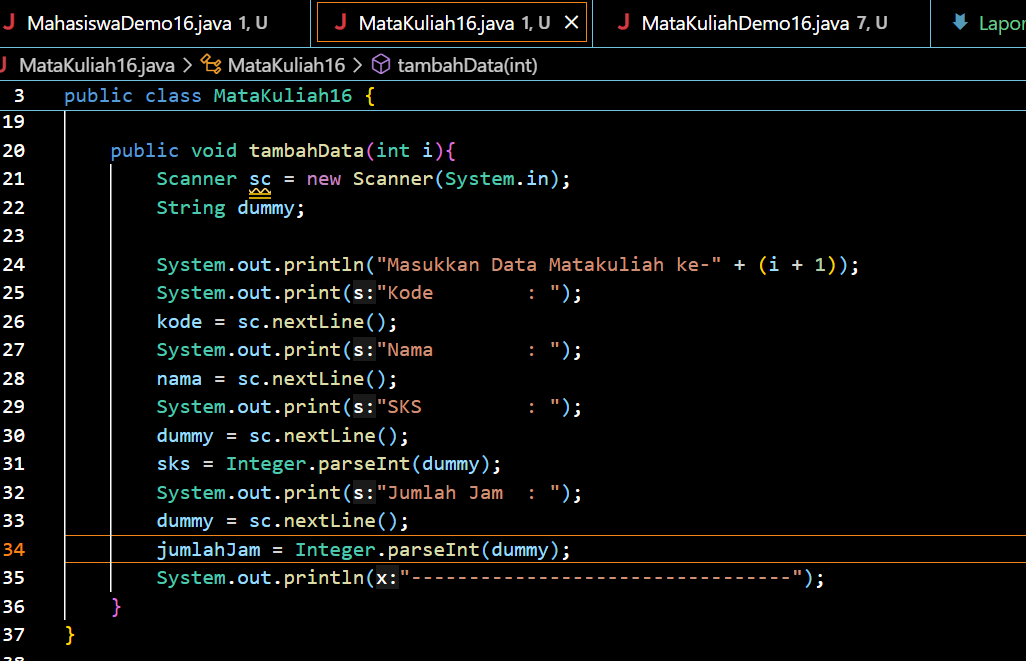 J MahasiswaDemo16.java 1, U J MataKuliah16.java 1, U × J MataKuliahDemo16.java 7, U Lapor
J MataKuliah16.java > MataKuliah16 > tambahData(int)
3 public class MataKuliah16 {
19
20 public void tambahData(int i){
21 Scanner sc = new Scanner(System.in);
22 String dummy;
23
24 System.out.println("Masukkan Data Matakuliah ke-" + (i + 1));
25 System.out.print(s:"Kode        : ");
26 kode = sc.nextLine();
27 System.out.print(s:"Nama        : ");
28 nama = sc.nextLine();
29 System.out.print(s:"SKS         : ");
30 dummy = sc.nextLine();
31 sks = Integer.parseInt(dummy);
32 System.out.print(s:"Jumlah Jam  : ");
33 dummy = sc.nextLine();
34 jumlahJam = Integer.parseInt(dummy);
35 System.out.println(x:"---------------------------------");
36 }
37 }